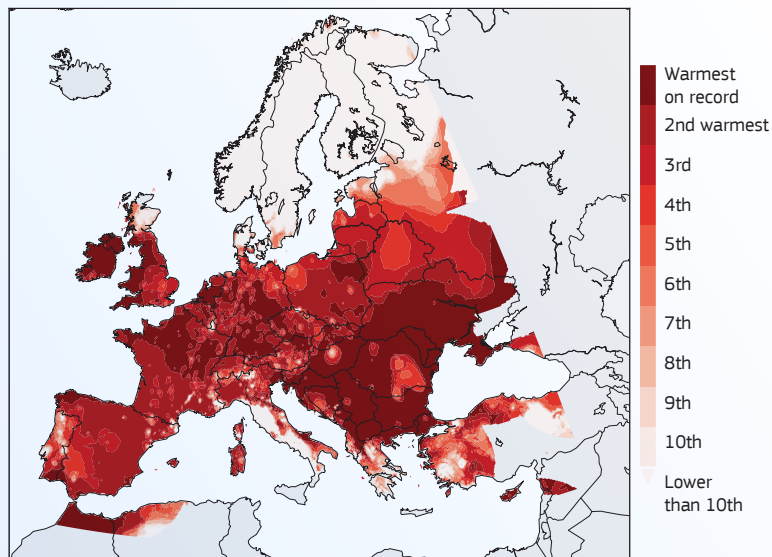 Warmest
on record
2nd warmest
3rd
4th
5th
6th
7th
8th
9th
10th
Lower
than 10th